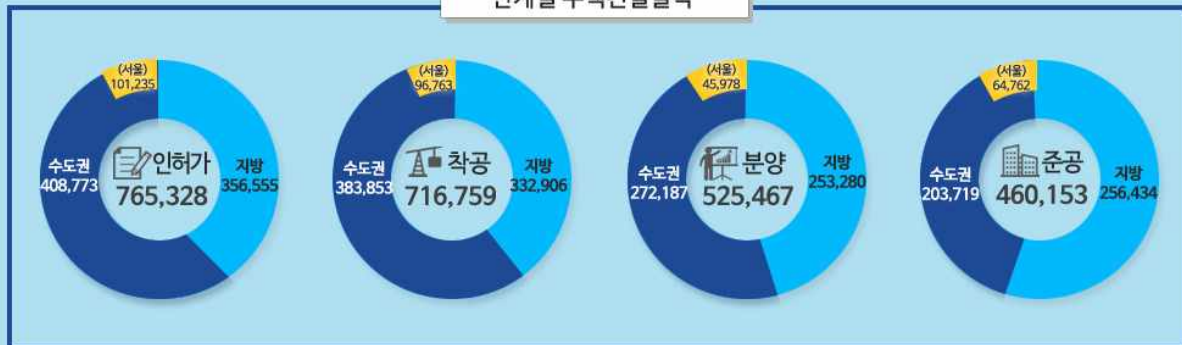 (서울)
101,235
수도권
408,773
인허가
765,328
지방
356,555
(서울)
96,763
수도권
383,853
착공
716,759
지방
332,906
(서울)
45,978
수도권
272,187
분양
525,467
지방
253,280
(서울)
64,762
수도권
203,719
준공
460,153
지방
256,434